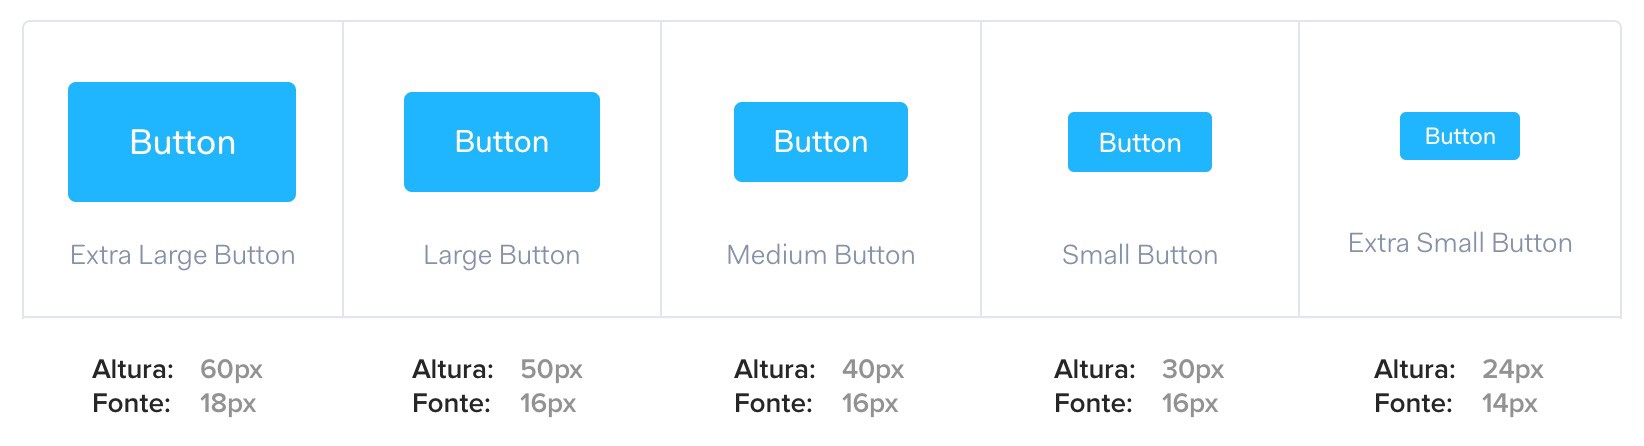 Button Button Button Button Button
Extra Large Button Large Button Medium Button Small Button Extra Small Button
Altura: 60px Altura: 50px Altura: 40px Altura: 30px Altura: 24px
Fonte: 18px Fonte: 16px Fonte: 16px Fonte: 16px Fonte: 14px